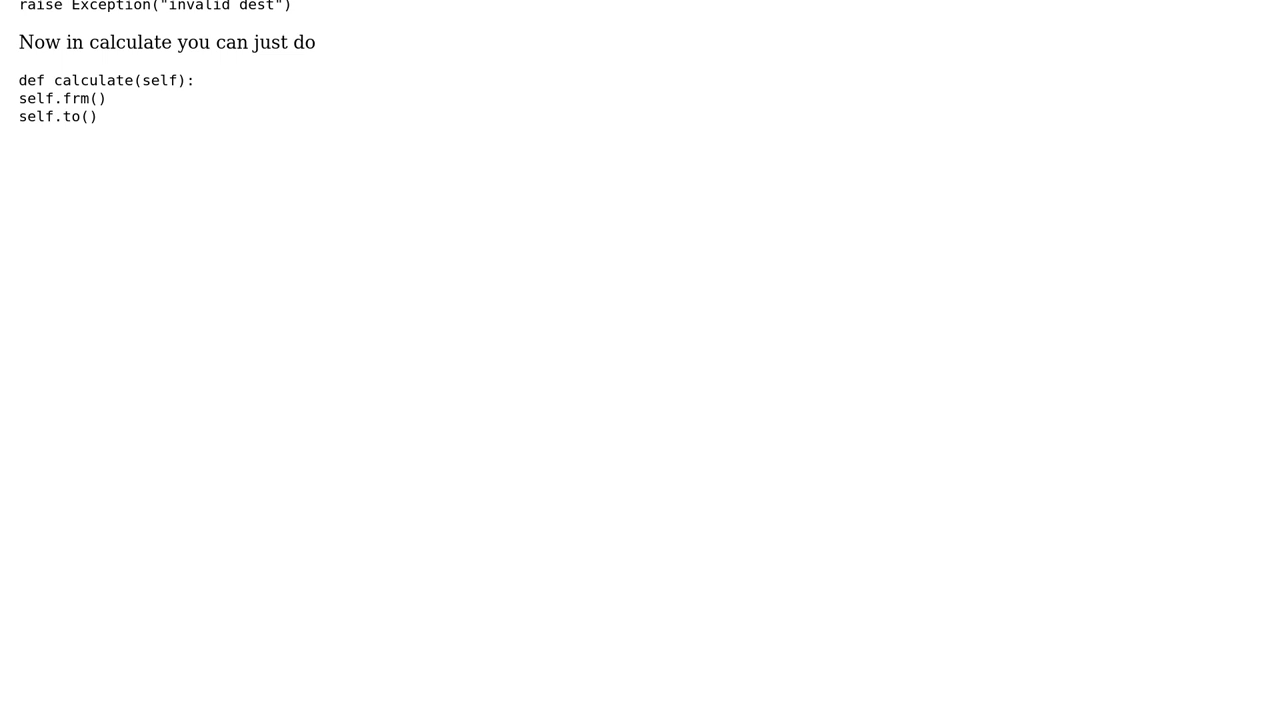 raise Exception("invalid dest")
Now in calculate you can just do
def calculate(self):
self.frm()
self.to()